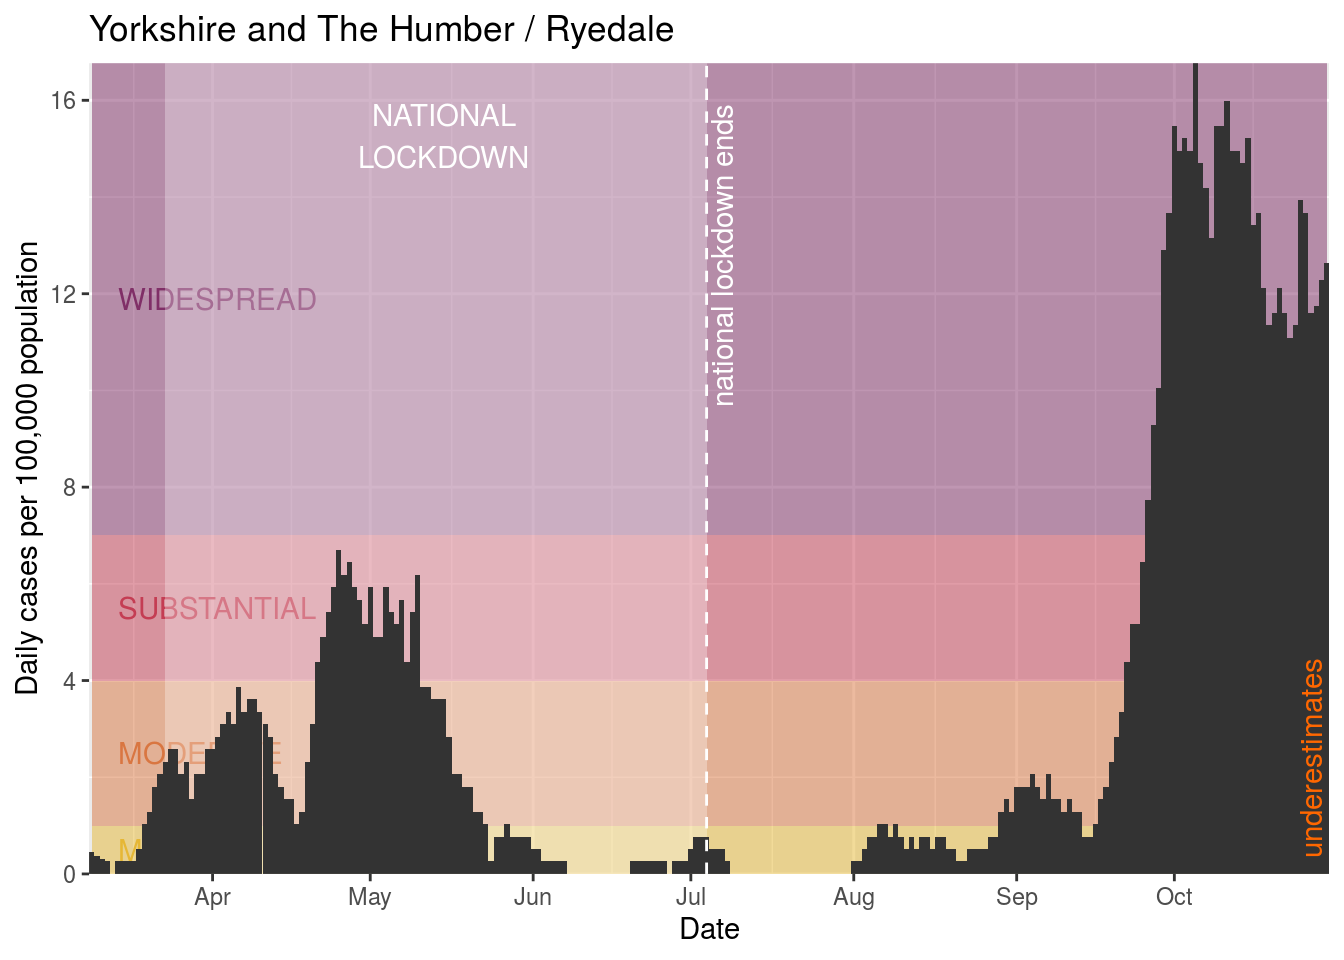 Yorkshire and The Humber / Ryedale
Daily cases per 100,000 population
16
12
8
4
0
NATIONAL
LOCKDOWN
national lockdown ends
WIDESPREAD
SUBSTANTIAL
underestimates
Apr
May
Jun
Jul
Aug
Sep
Oct
Date